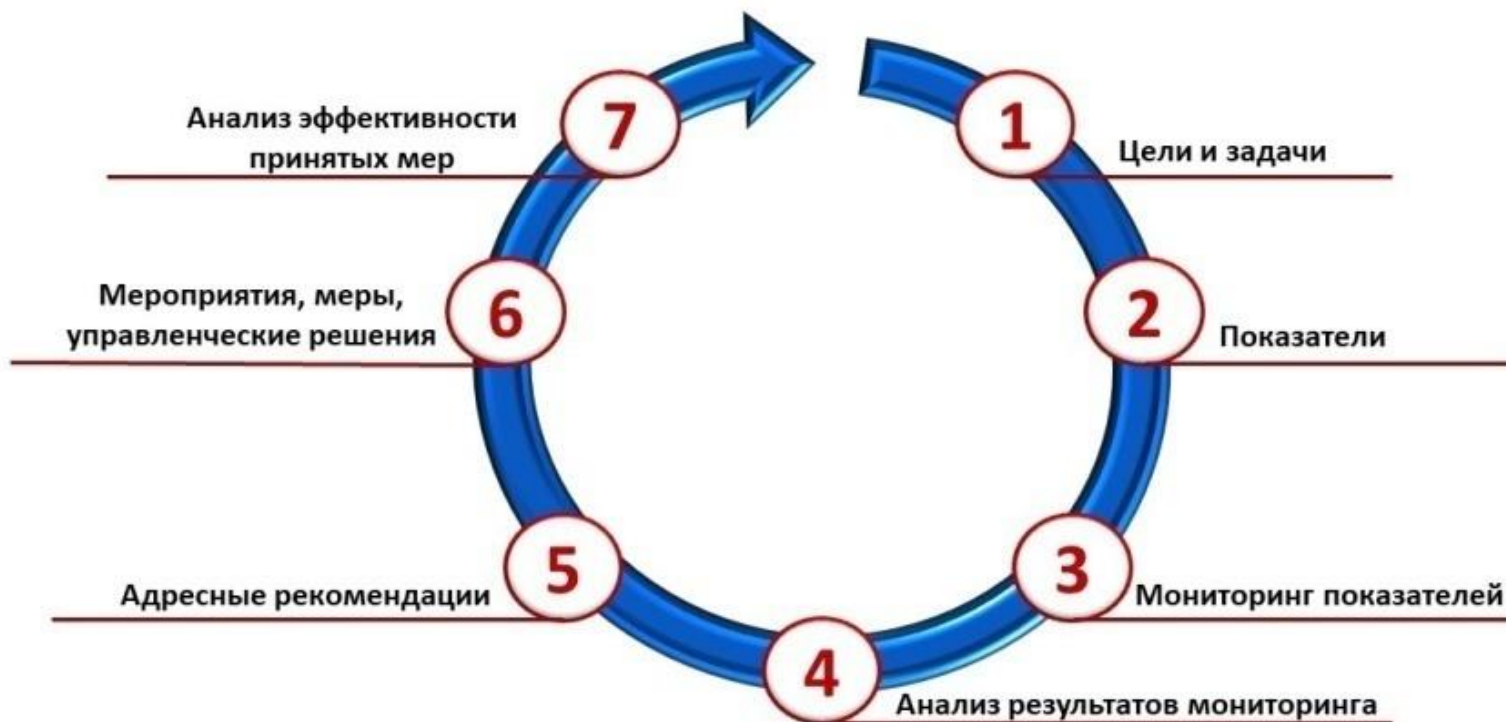 1
Цели и задачи
2
Показатели
3
Мониторинг показателей
4
Анализ результатов мониторинга
5
Адресные рекомендации
6
Мероприятия, меры,
управленческие решения
7
Анализ эффективности
принятых мер